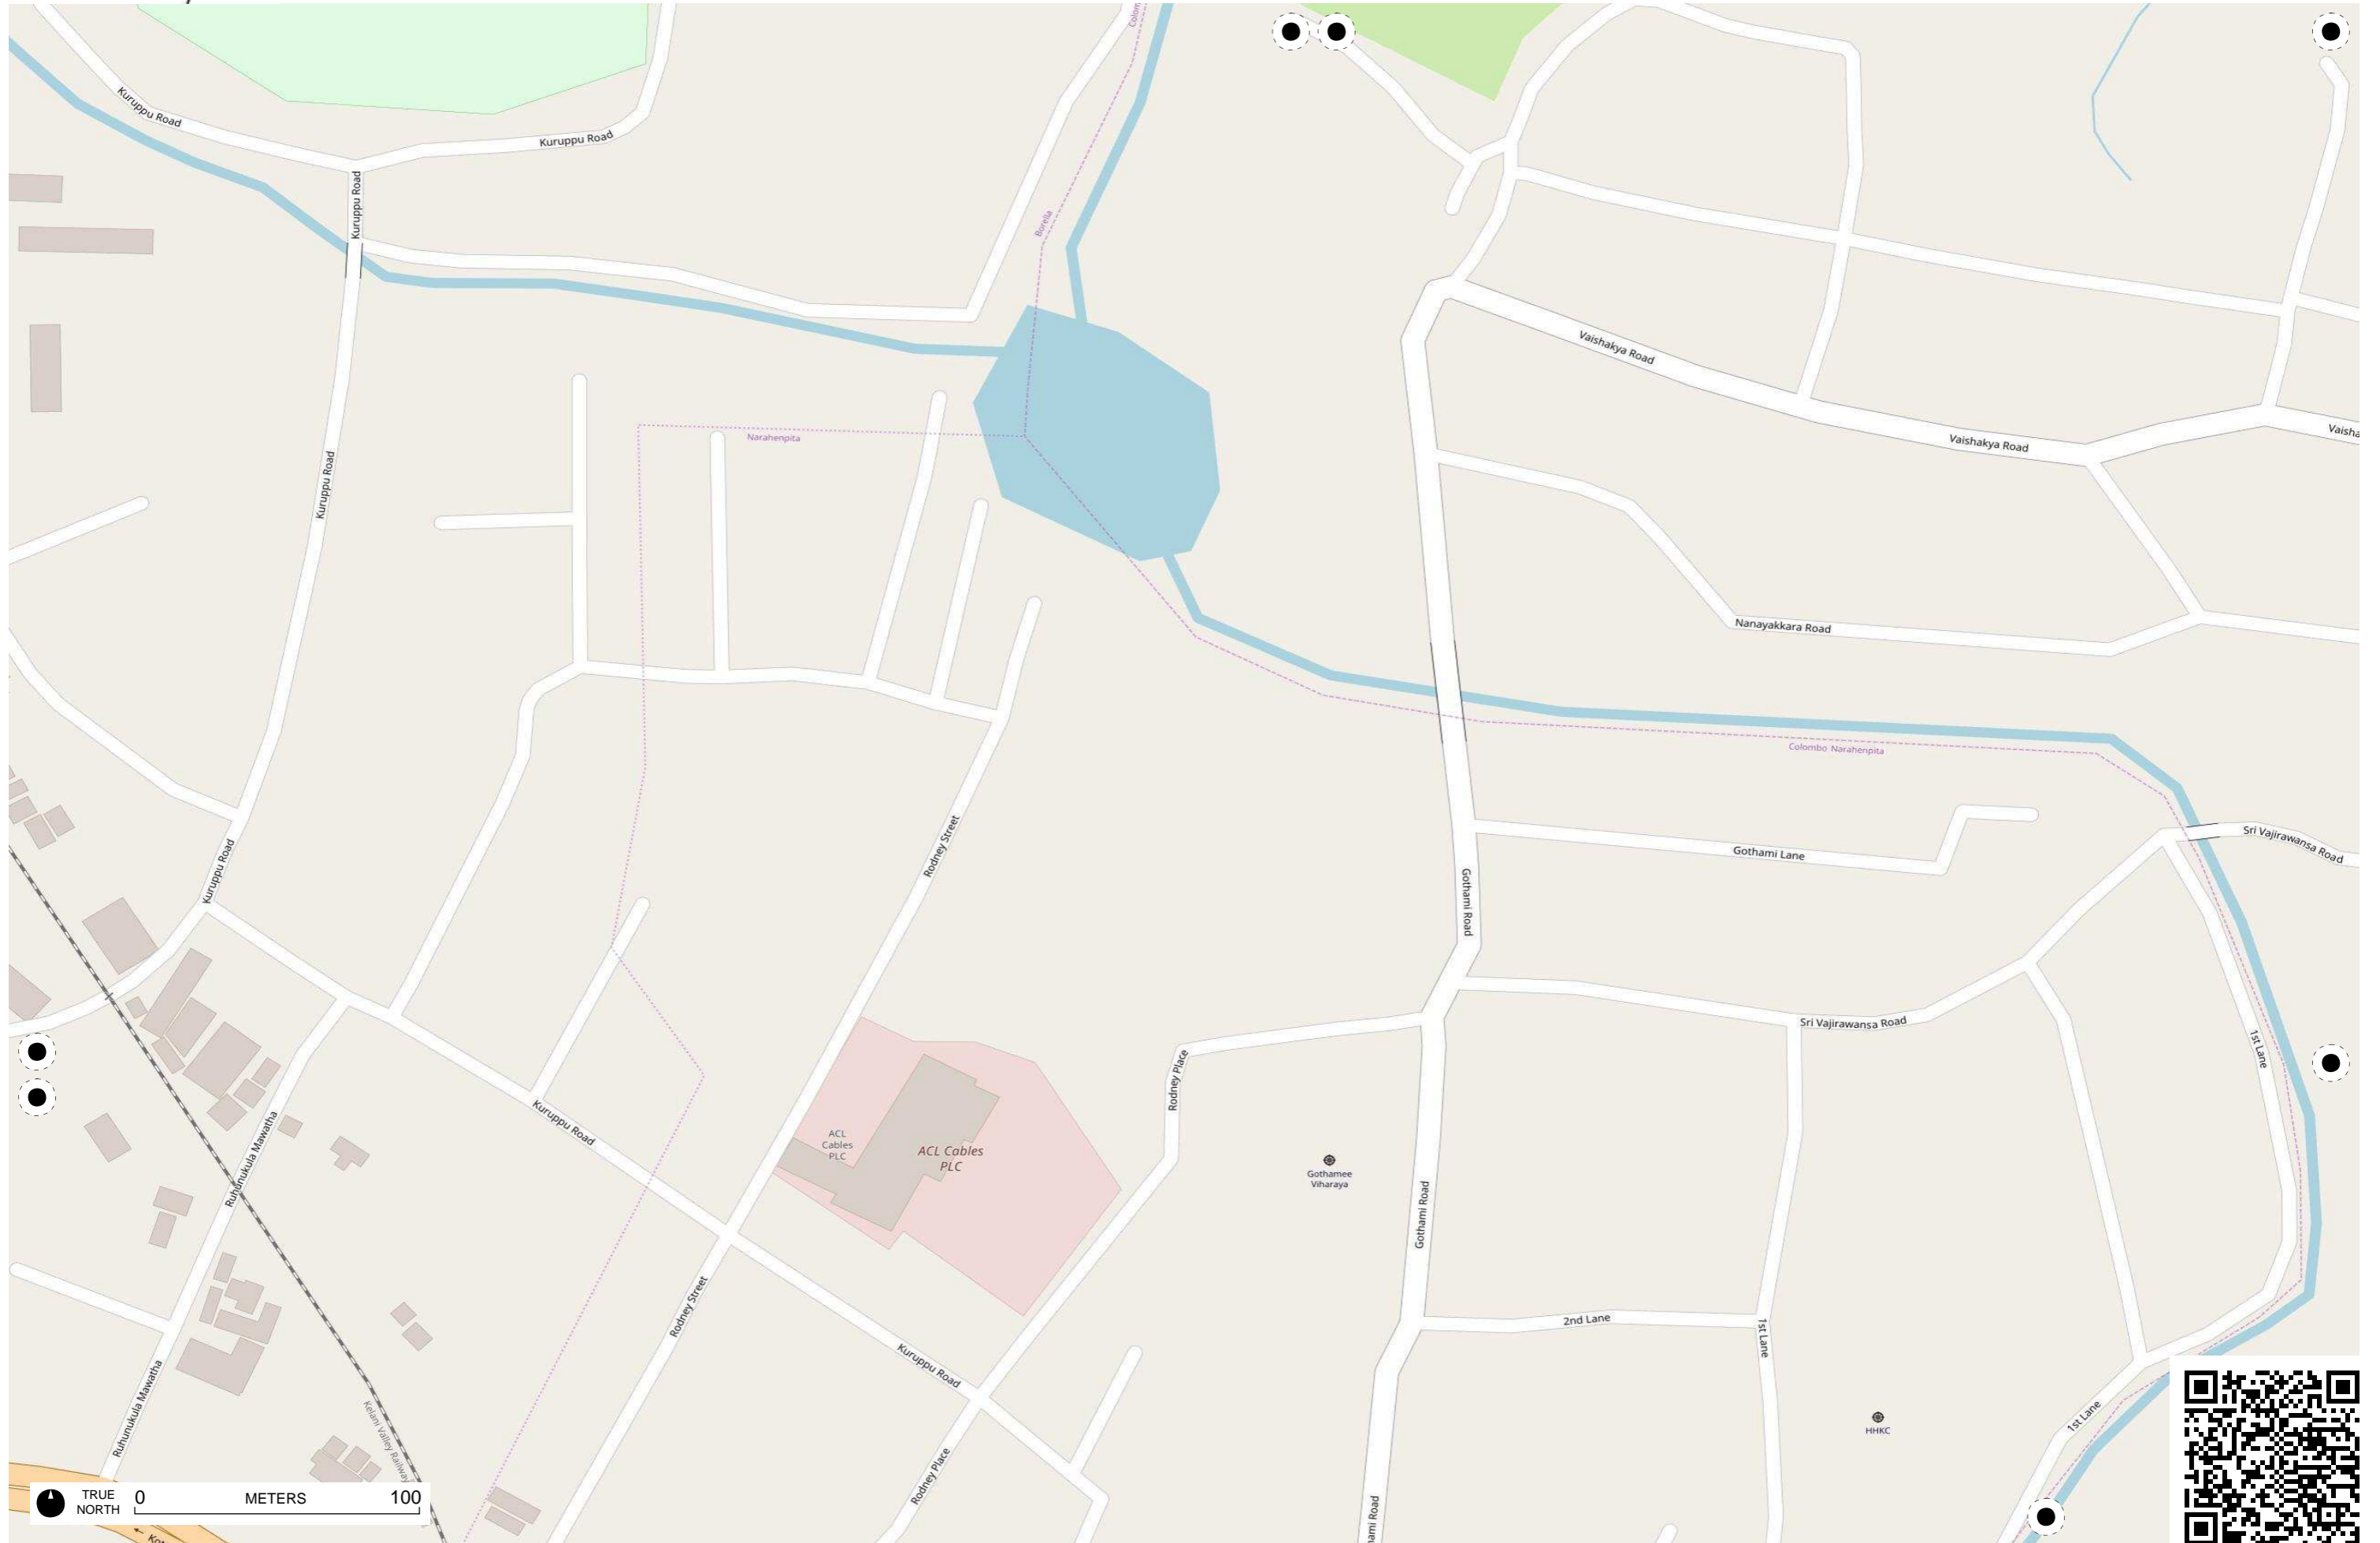 Kuruppu Road
Kuruppu Road
Kuruppu Road
Borella
Vaishakya Road
Narahenpita
Vaishakya Road
Kuruppu Road
Nanayakkara Road
Colombo Narahenpita
Sri Vajirawansa Road
Rodney Street
Gothami Lane
Kuruppu Road
Gothami Road
Sri Vajirawansa Road
1st Lane
Rodney Place
Kuruppu Road
ACL
Cables
PLC
ACL Cables
PLC
Ruhunukula Mawatha
Gothamee
Viharaya
Gothami Road
Rodney Street
2nd Lane
1st Lane
Kuruppu Road
Ruhunukula Mawatha
Kelani Valley Railway
1st Lane
HHKC
Rodney Place
TRUE
NORTH
0 METERS 100